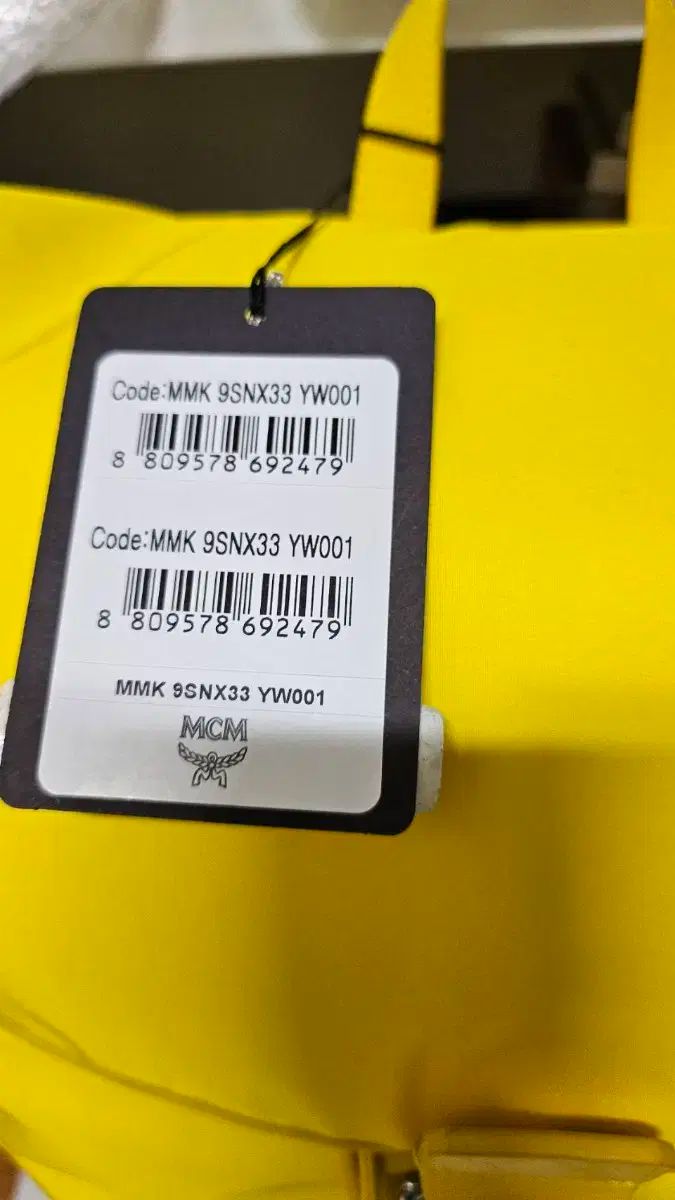 Code:MMK 9SNX33 YW001
8 809578 692479
Code:MMK 9SNX33 YW001
8 809578 692479
MMK 9SNX33 YW001
MCM